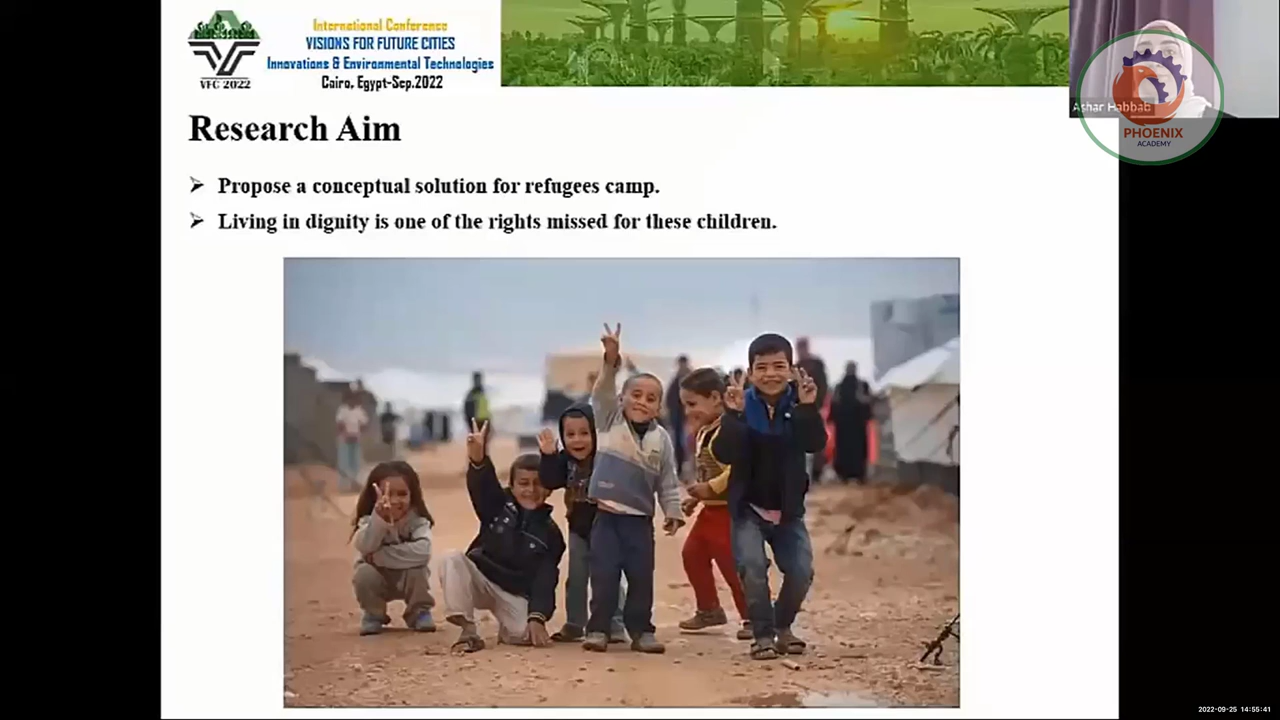 International Conference
VISIONS FOR FUTURE CITIES
Innovations & Environmental Technologies
Cairo, Egypt-Sep.2022
VFC 2022
Ashar Habbab
PHOENIX
ACADEMY
Research Aim
Propose a conceptual solution for refugees camp.
Living in dignity is one of the rights missed for these children.
2022-09-25 14:55:41